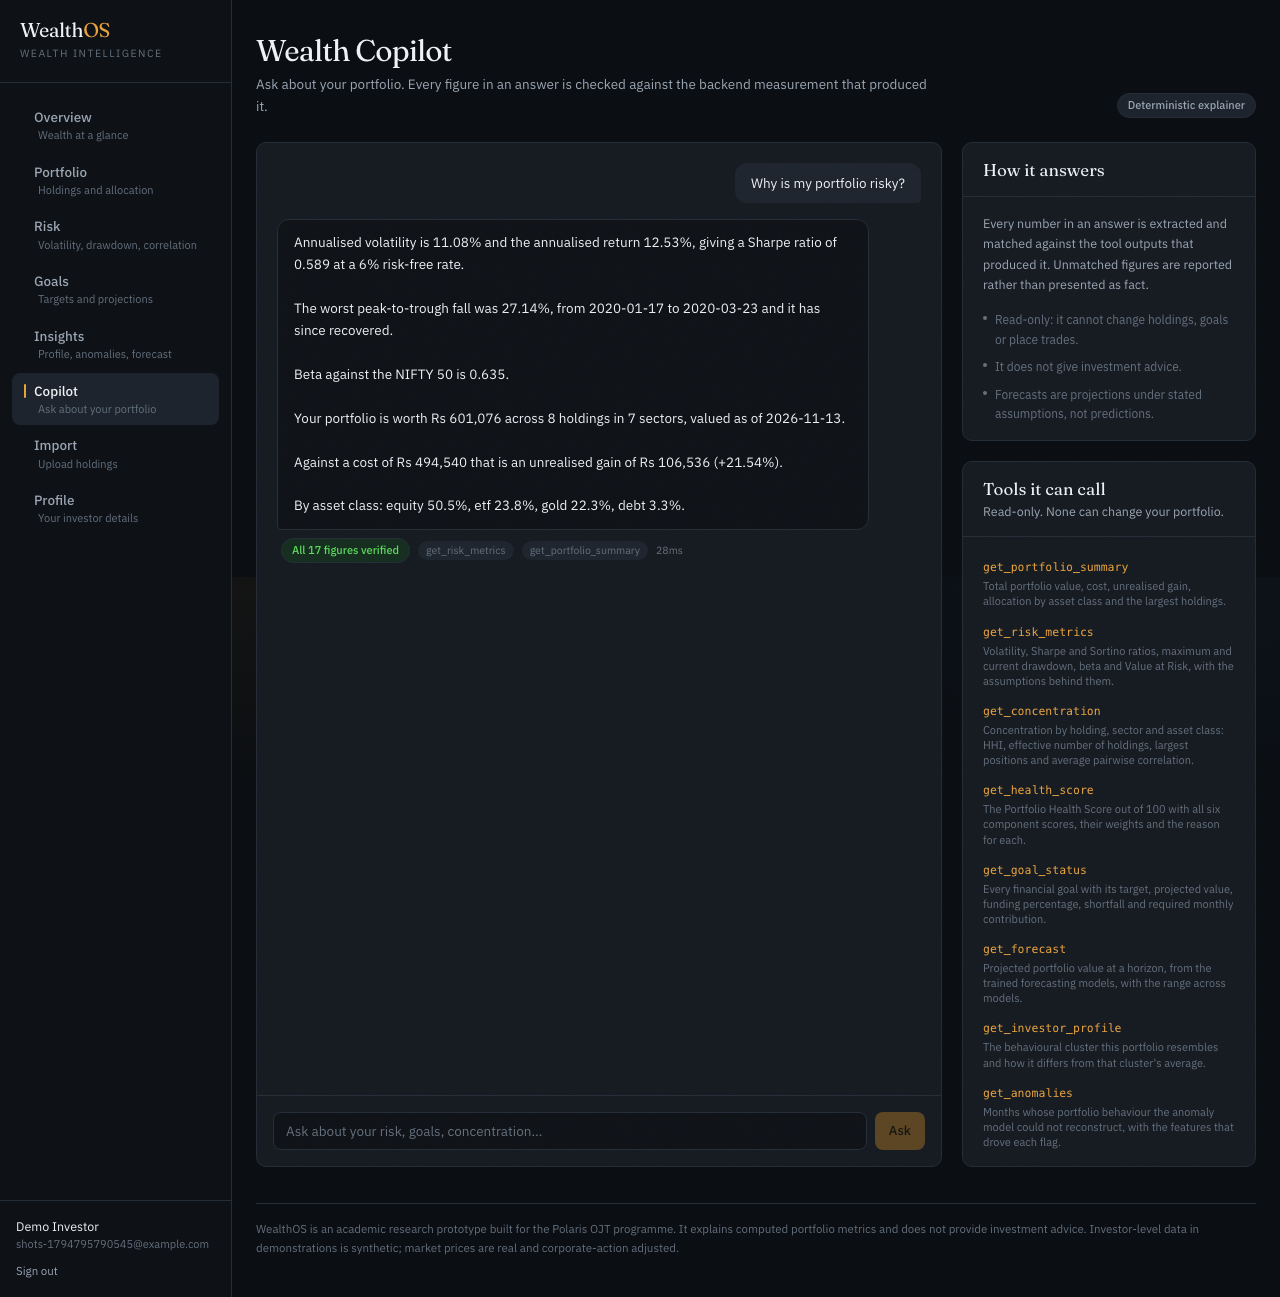 WealthOS
WEALTH INTELLIGENCE
Overview
Wealth at a glance
Portfolio
Holdings and allocation
Risk
Volatility, drawdown, correlation
Goals
Targets and projections
Insights
Profile, anomalies, forecast
Copilot
Ask about your portfolio
Import
Upload holdings
Profile
Your investor details
Demo Investor
shots-1794795790545@example.com
Sign out
Wealth Copilot
Ask about your portfolio. Every figure in an answer is checked against the backend measurement that produced
it.
Deterministic explainer
Why is my portfolio risky?
Annualised volatility is 11.08% and the annualised return 12.53%, giving a Sharpe ratio of
0.589 at a 6% risk-free rate.
The worst peak-to-trough fall was 27.14%, from 2020-01-17 to 2020-03-23 and it has
since recovered.
Beta against the NIFTY 50 is 0.635.
Your portfolio is worth Rs 601,076 across 8 holdings in 7 sectors, valued as of 2026-11-13.
Against a cost of Rs 494,540 that is an unrealised gain of Rs 106,536 (+21.54%).
By asset class: equity 50.5%, etf 23.8%, gold 22.3%, debt 3.3%.
All 17 figures verified
get_risk_metrics
get_portfolio_summary
28ms
Ask about your risk, goals, concentration...
Ask
How it answers
Every number in an answer is extracted and
matched against the tool outputs that
produced it. Unmatched figures are reported
rather than presented as fact.
• Read-only: it cannot change holdings, goals
or place trades.
• It does not give investment advice.
• Forecasts are projections under stated
assumptions, not predictions.
Tools it can call
Read-only. None can change your portfolio.
get_portfolio_summary
Total portfolio value, cost, unrealised gain,
allocation by asset class and the largest holdings.
get_risk_metrics
Volatility, Sharpe and Sortino ratios, maximum and
current drawdown, beta and Value at Risk, with the
assumptions behind them.
get_concentration
Concentration by holding, sector and asset class:
HHI, effective number of holdings, largest
positions and average pairwise correlation.
get_health_score
The Portfolio Health Score out of 100 with all six
component scores, their weights and the reason
for each.
get_goal_status
Every financial goal with its target, projected value,
funding percentage, shortfall and required monthly
contribution.
get_forecast
Projected portfolio value at a horizon, from the
trained forecasting models, with the range across
models.
get_investor_profile
The behavioural cluster this portfolio resembles
and how it differs from that cluster's average.
get_anomalies
Months whose portfolio behaviour the anomaly
model could not reconstruct, with the features that
drove each flag.
WealthOS is an academic research prototype built for the Polaris OJT programme. It explains computed portfolio metrics and does not provide investment advice. Investor-level data in
demonstrations is synthetic; market prices are real and corporate-action adjusted.